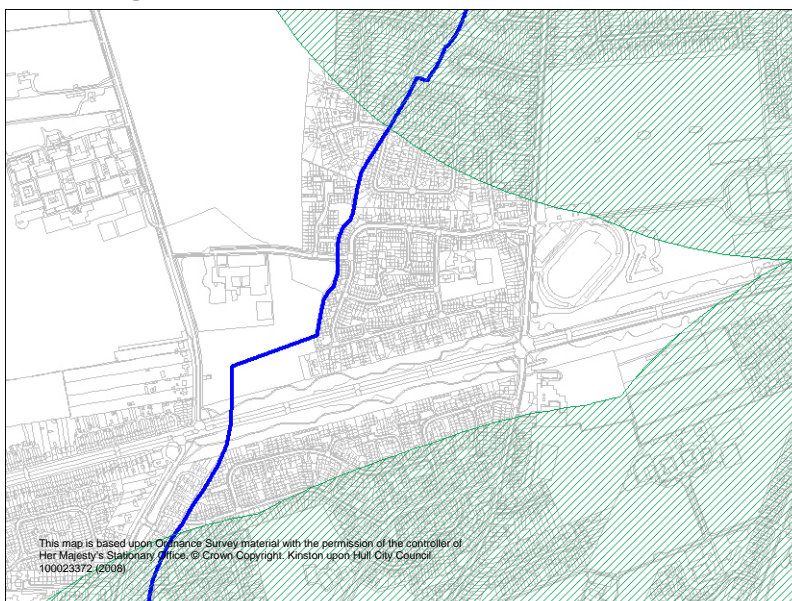 This map is based upon Ordnance Survey material with the permission of the controller of
Her Majesty's Stationary Office. © Crown Copyright. Kinston upon Hull City Council
100023372 (2008)